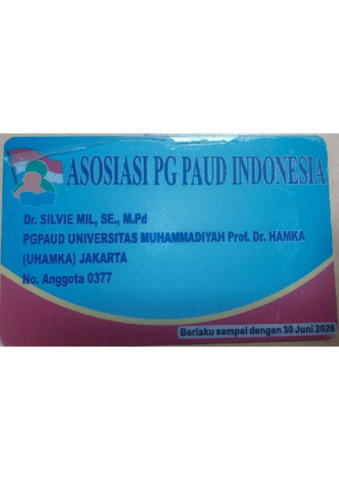 ASOSIASI PG PAUD INDONESIA
Dr. SILVIE MIL, SE., M.Pd
PGPAUD UNIVERSITAS MUHAMMADIYAH Prof. Dr. HAMKA
(UHAMKA) JAKARTA
No. Anggota 0377
Berlaku sampai dengan 30 Juni 2026